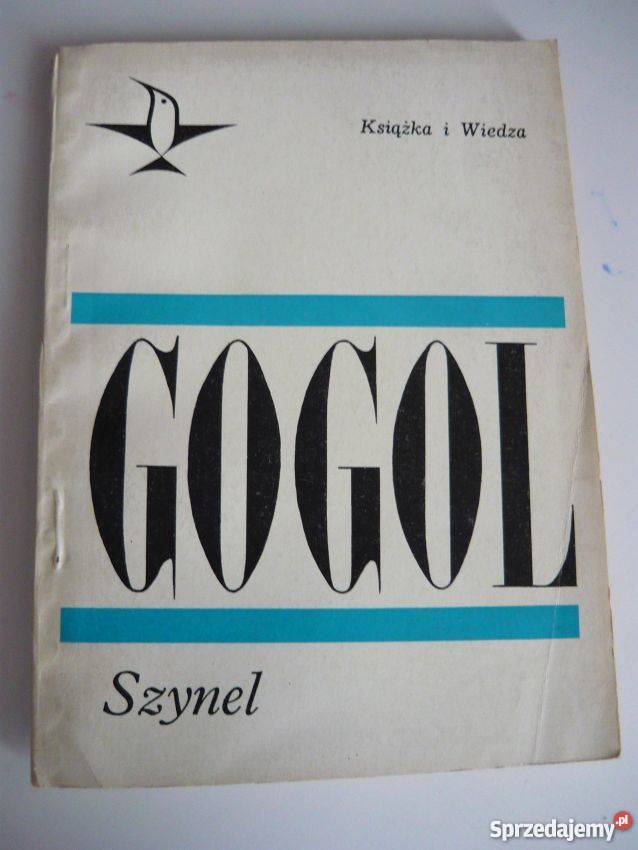 Książka i Wiedza
GOGOL
Szynel
Sprzedajemy.pl